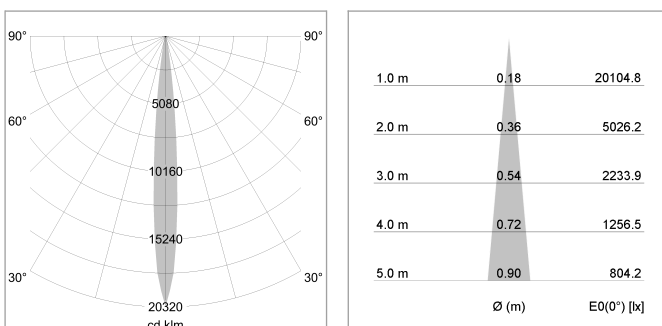 90° 90°
5080
60° 60°
10160
15240
30° 30°
20320
cd klm
1.0 m 0.18 20104.8
2.0 m 0.36 5026.2
3.0 m 0.54 2233.9
4.0 m 0.72 1256.5
5.0 m 0.90 804.2
Ø (m) E0(0°) [lx]